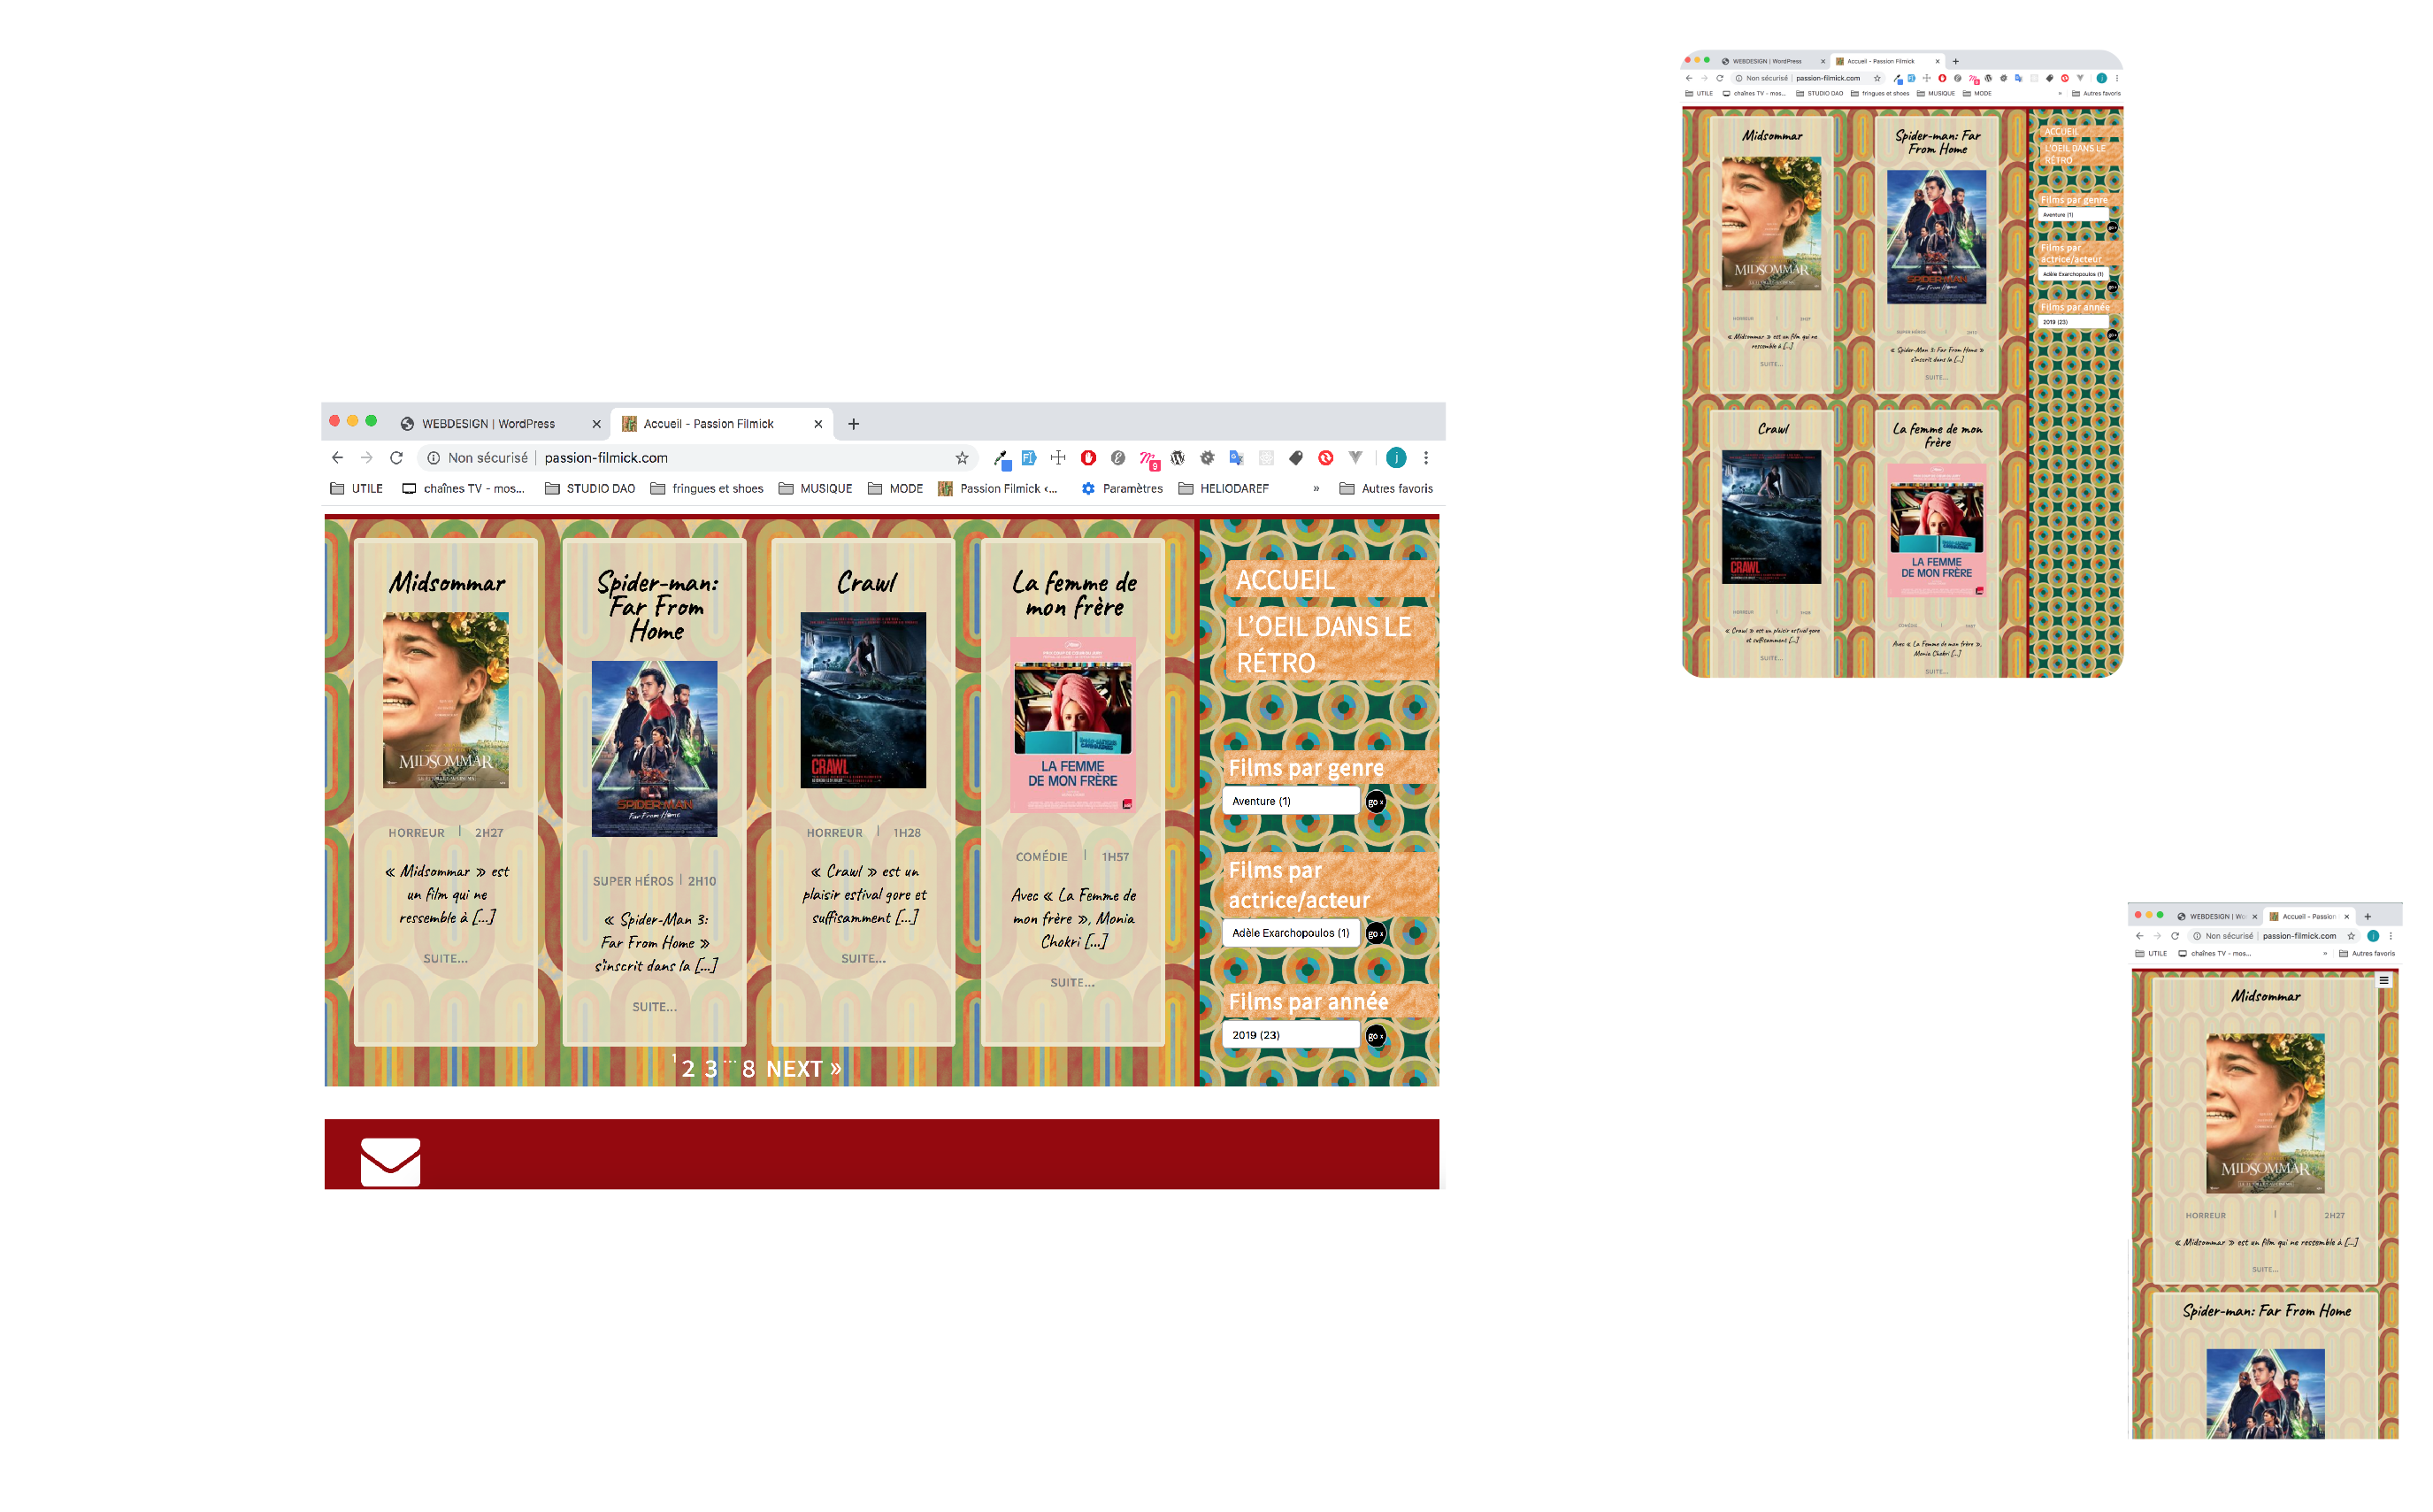 WEBDESIGN | WordPress
Accueil - Passion Filmick
Non sécurisé
passion-filmick.com
UTILE
chaînes TV - mos...
STUDIO DAO
fringues et shoes
MUSIQUE
MODE
Passion Filmick ‹...
Paramètres
HELIODAREF
»
Autres favoris
Midsommar
MIDSOMMAR
HORREUR | 2H27
« Midsommar » est
un film qui ne
ressemble à [...]
SUITE...
Spider-man:
Far From
Home
SPIDER-MAN
Far From Home
SUPER HÉROS | 2H10
« Spider-Man 3:
Far From Home »
s'inscrit dans la [...]
SUITE...
Crawl
CRAWL
HORREUR | 1H28
« Crawl » est un
plaisir estival gore et
suffisamment [...]
SUITE...
La femme de
mon frère
LA FEMME
DE MON FRÈRE
COMÉDIE | 1H57
Avec « La Femme de
mon frère », Monia
Chokri [...]
SUITE...
1 2 3 ... 8 NEXT »
ACCUEIL
L'OEIL DANS LE
RÉTRO
Films par genre
Aventure (1)
go x
Films par
actrice/acteur
Adèle Exarchopoulos (1)
go x
Films par année
2019 (23)
go x
WEBDESIGN | WordPress
Accueil - Passion Filmick
Non sécurisé
passion-filmick.com
UTILE
chaînes TV - mos...
STUDIO DAO
fringues et shoes
MUSIQUE
MODE
»
Autres favoris
Midsommar
MIDSOMMAR
HORREUR | 2H27
« Midsommar » est un film qui ne
ressemble à [...]
SUITE...
Spider-man: Far
From Home
SPIDER-MAN
Far From Home
SUPER HÉROS | 2H10
« Spider-Man 3: Far From Home »
s'inscrit dans la [...]
SUITE...
Crawl
CRAWL
HORREUR | 1H28
« Crawl » est un plaisir estival gore
et suffisamment [...]
SUITE...
La femme de mon
frère
LA FEMME
DE MON FRÈRE
COMÉDIE | 1H57
Avec « La Femme de mon frère »,
Monia Chokri [...]
SUITE...
ACCUEIL
L'OEIL DANS LE
RÉTRO
Films par genre
Aventure (1)
Films par
actrice/acteur
Adèle Exarchopoulos (1)
Films par année
2019 (23)
WEBDESIGN | Wor
Accueil - Passion
Non sécurisé
passion-filmick.com
UTILE
chaînes TV - mos...
»
Autres favoris
Midsommar
MIDSOMMAR
HORREUR | 2H27
« Midsommar » est un film qui ne ressemble à [...]
SUITE...
Spider-man: Far From Home